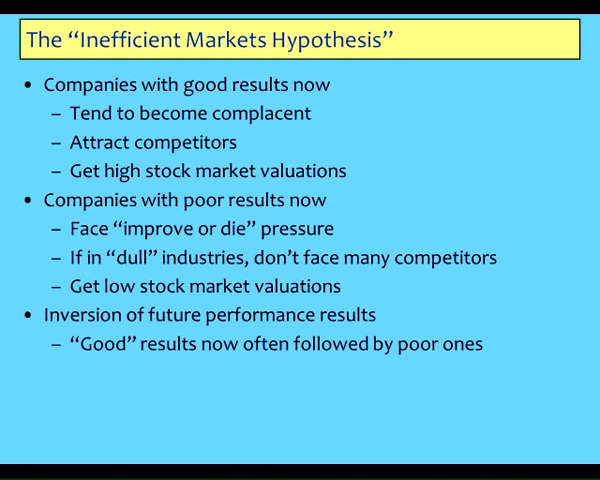 The “Inefficient Markets Hypothesis”
• Companies with good results now
– Tend to become complacent
– Attract competitors
– Get high stock market valuations
• Companies with poor results now
– Face “improve or die” pressure
– If in “dull” industries, don’t face many competitors
– Get low stock market valuations
• Inversion of future performance results
– “Good” results now often followed by poor ones